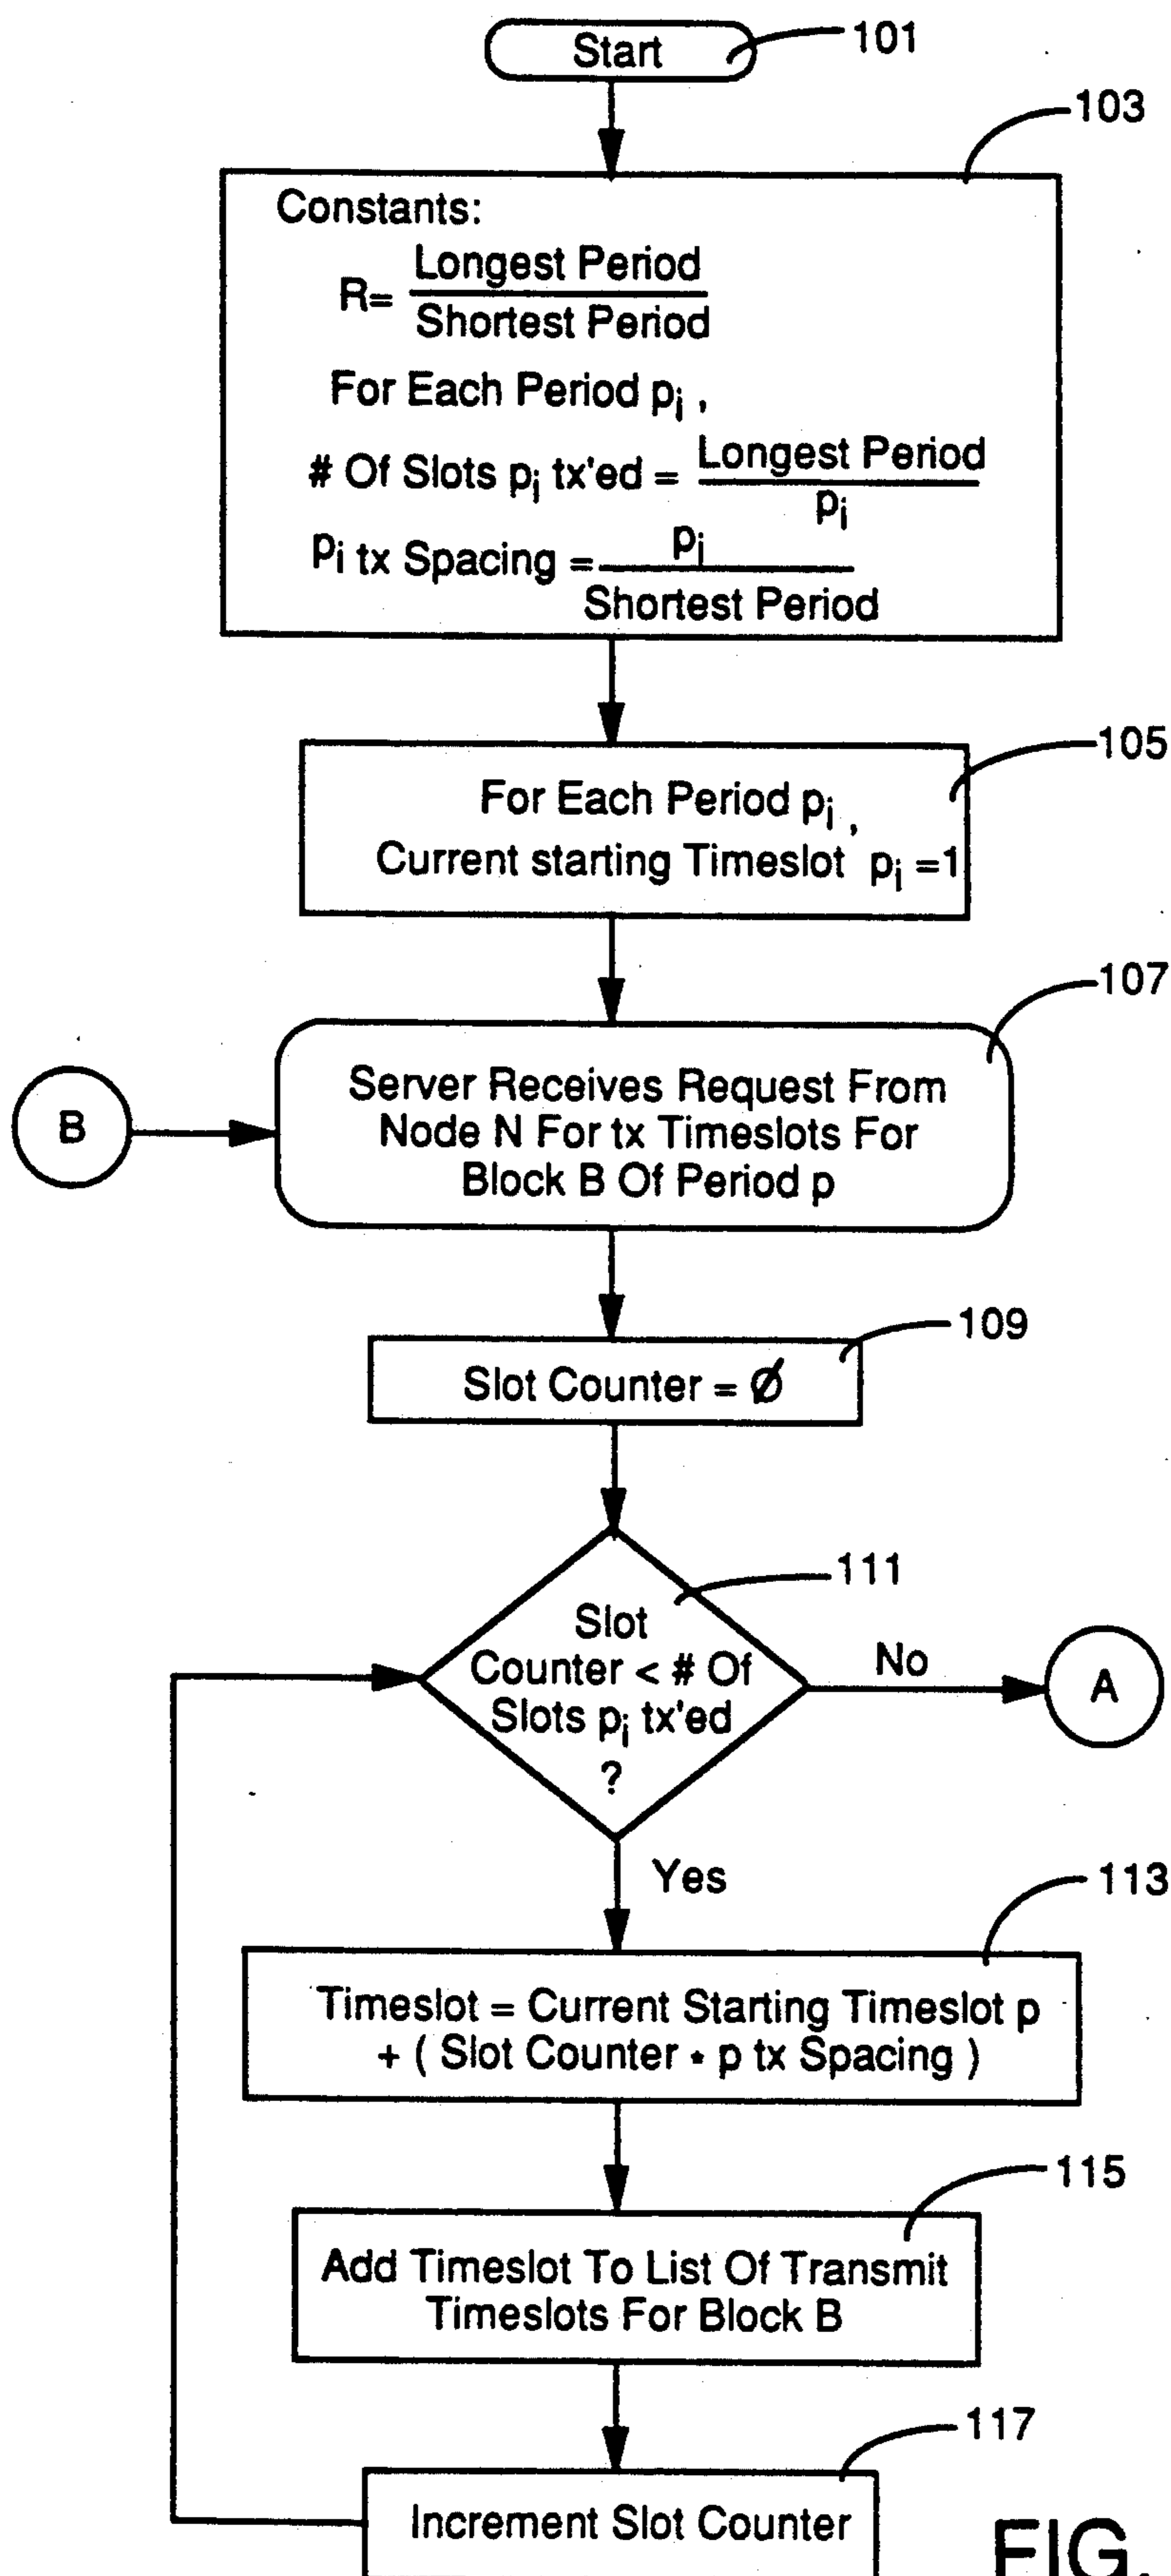 Start
101
103
Constants:
R= Longest Period
Shortest Period
For Each Period pi ,
# Of Slots pi tx'ed = Longest Period
pi
pi tx Spacing = pi
Shortest Period
105
For Each Period pi ,
Current starting Timeslot pi =1
107
B
Server Receives Request From
Node N For tx Timeslots For
Block B Of Period p
109
Slot Counter = Ø
111
Slot
Counter < # Of
Slots pi tx'ed
?
No
A
Yes
113
Timeslot = Current Starting Timeslot p
+ ( Slot Counter * p tx Spacing )
115
Add Timeslot To List Of Transmit
Timeslots For Block B
117
Increment Slot Counter
FIG.